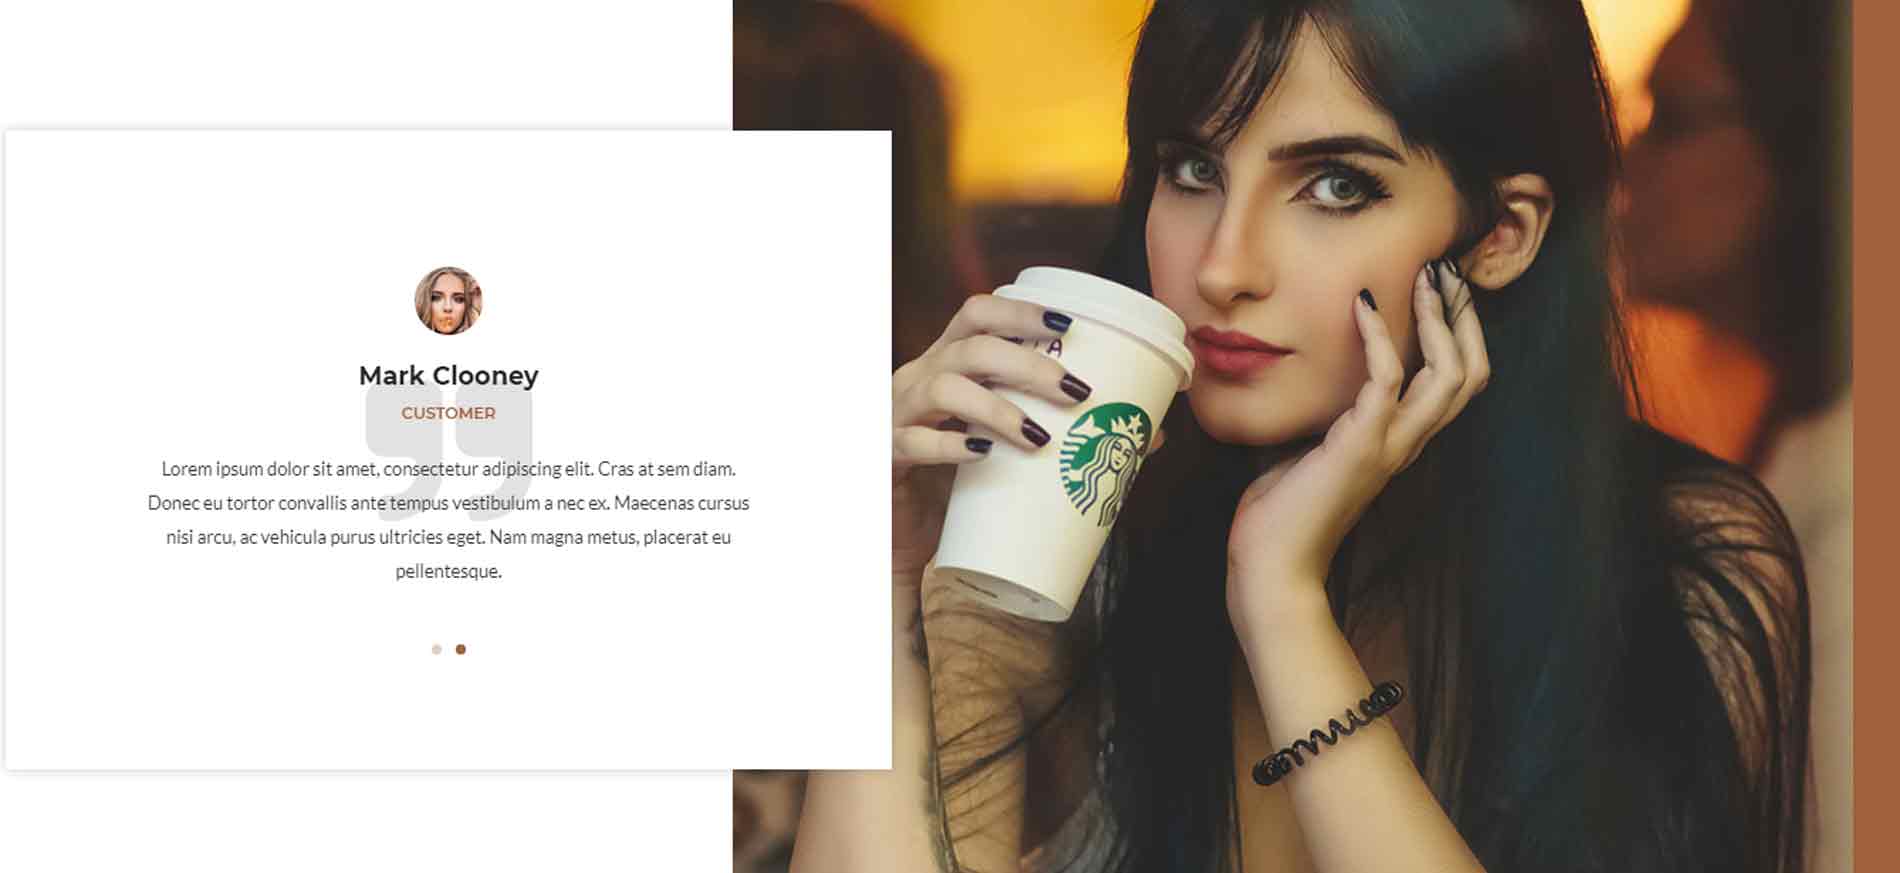 Mark Clooney
CUSTOMER
Lorem ipsum dolor sit amet, consectetur adipiscing elit. Cras at sem diam.
Donec eu tortor convallis ante tempus vestibulum a nec ex. Maecenas cursus
nisi arcu, ac vehicula purus ultricies eget. Nam magna metus, placerat eu
pellentesque.